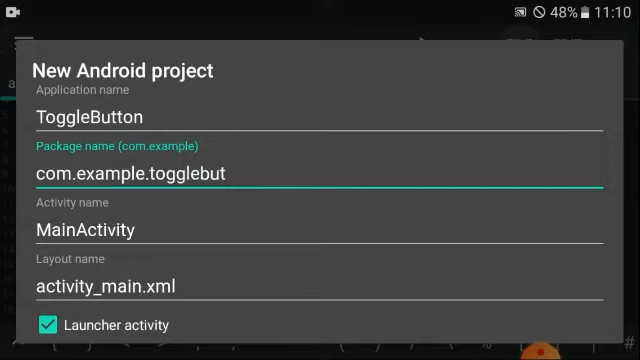 48% 11:10
New Android project
Application name
ToggleButton
Package name (com.example)
com.example.togglebut
Activity name
MainActivity
Layout name
activity_main.xml
Launcher activity